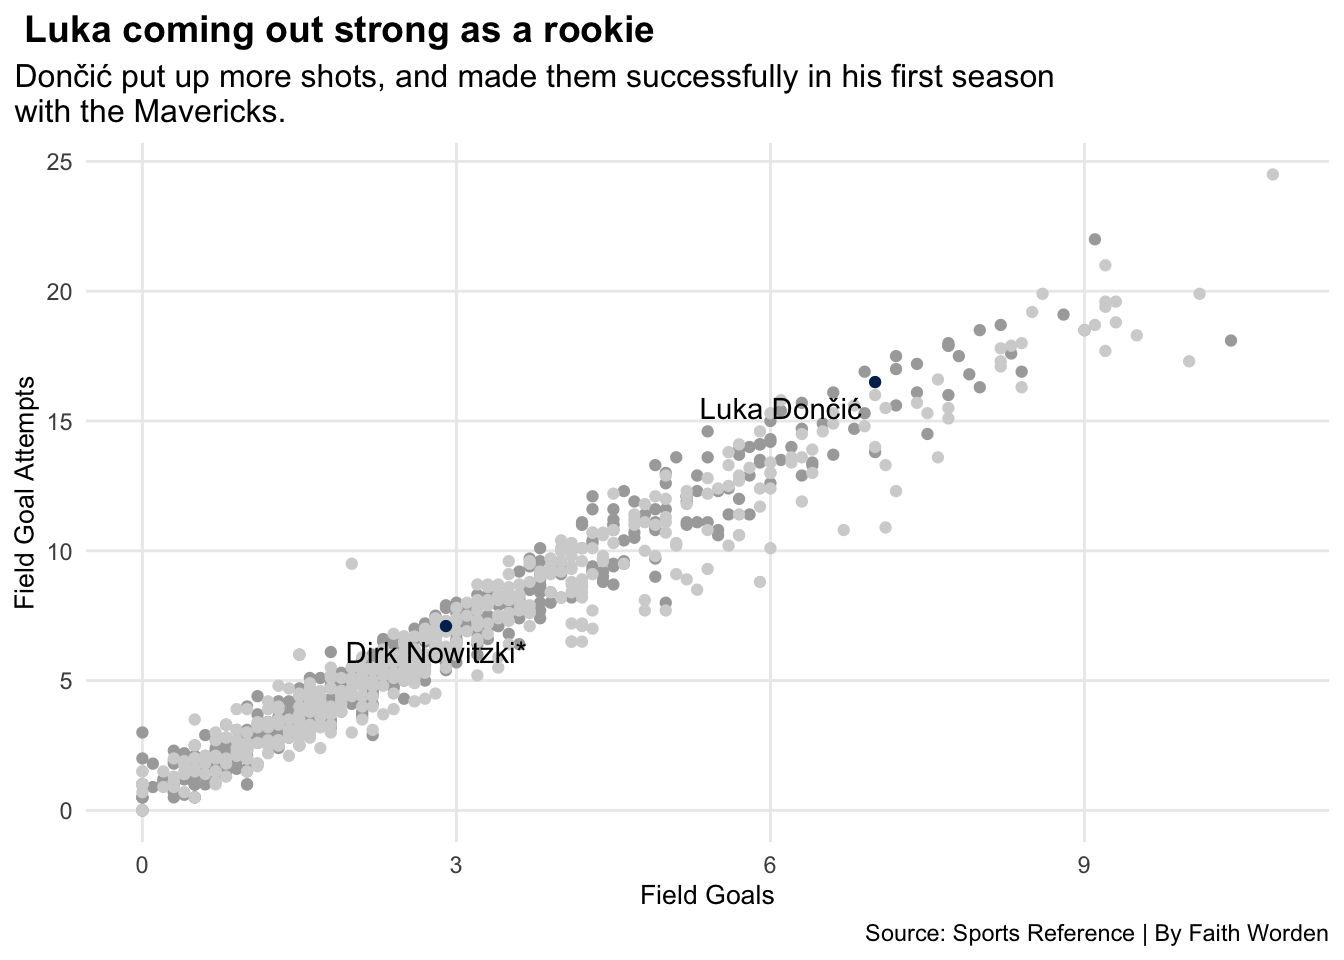 Luka coming out strong as a rookie
Dončić put up more shots, and made them successfully in his first season
with the Mavericks.
25
20
15
10
5
0
Field Goal Attempts
Luka Dončić
Dirk Nowitzki*
0 3 6 9
Field Goals
Source: Sports Reference | By Faith Worden